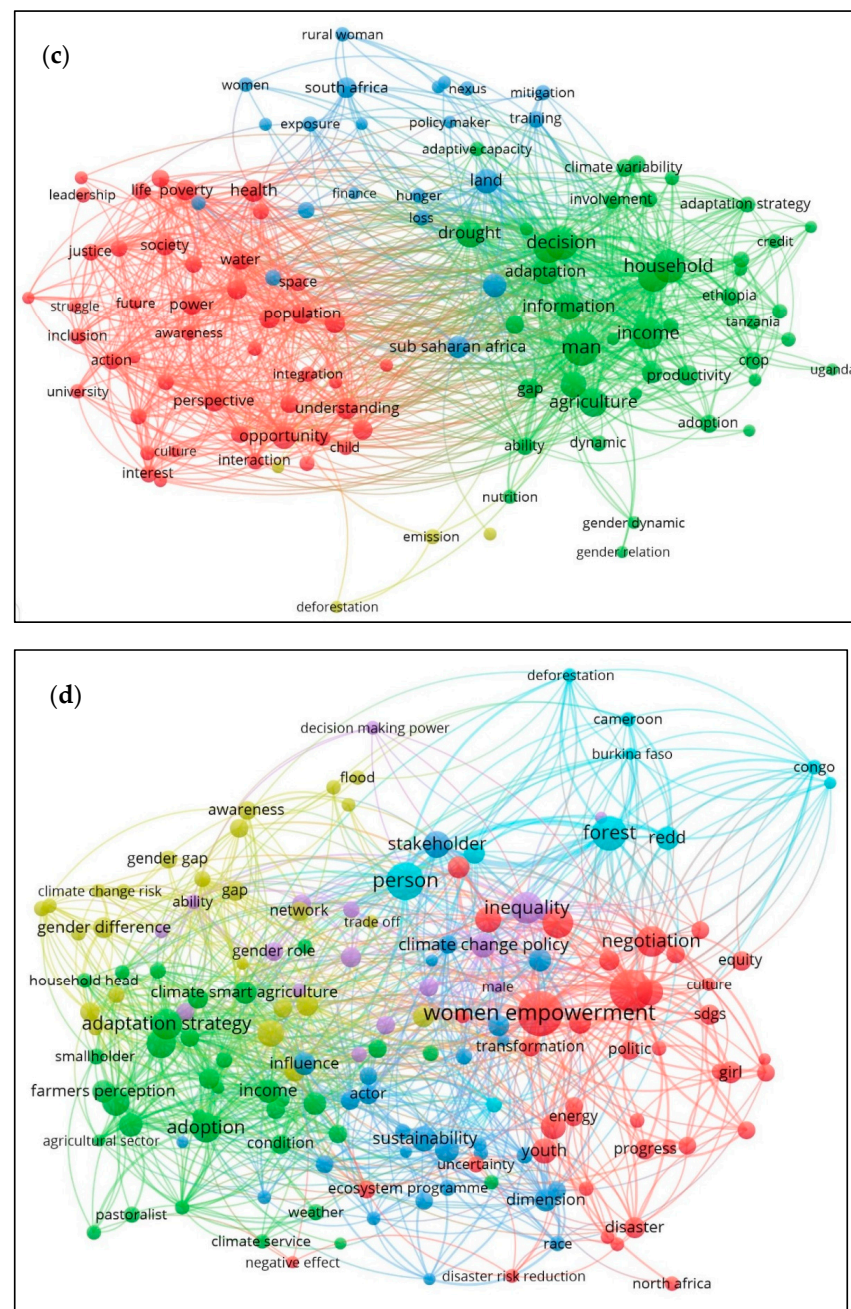 (c)
rural woman
women
south africa
nexus
mitigation
exposure
policy maker
training
adaptive capacity
climate variability
leadership
life
poverty
health
finance
hunger
land
involvement
adaptation strategy
loss
justice
society
drought
decision
credit
water
adaptation
household
space
struggle
future
power
population
information
ethiopia
inclusion
awareness
income
tanzania
action
sub saharan africa
man
crop
uganda
university
integration
gap
productivity
perspective
understanding
agriculture
opportunity
child
adoption
culture
interaction
ability
dynamic
interest
nutrition
emission
gender dynamic
gender relation
deforestation
(d)
deforestation
decision making power
cameroon
burkina faso
flood
congo
awareness
stakeholder
forest
redd
gender gap
person
climate change risk
ability
gap
network
trade off
inequality
gender difference
gender role
climate change policy
negotiation
equity
household head
climate smart agriculture
male
culture
adaptation strategy
women empowerment
sdgs
smallholder
influence
transformation
politic
farmers perception
income
actor
girl
adoption
energy
agricultural sector
condition
sustainability
youth
progress
uncertainty
ecosystem programme
dimension
pastoralist
weather
disaster
climate service
race
negative effect
disaster risk reduction
north africa